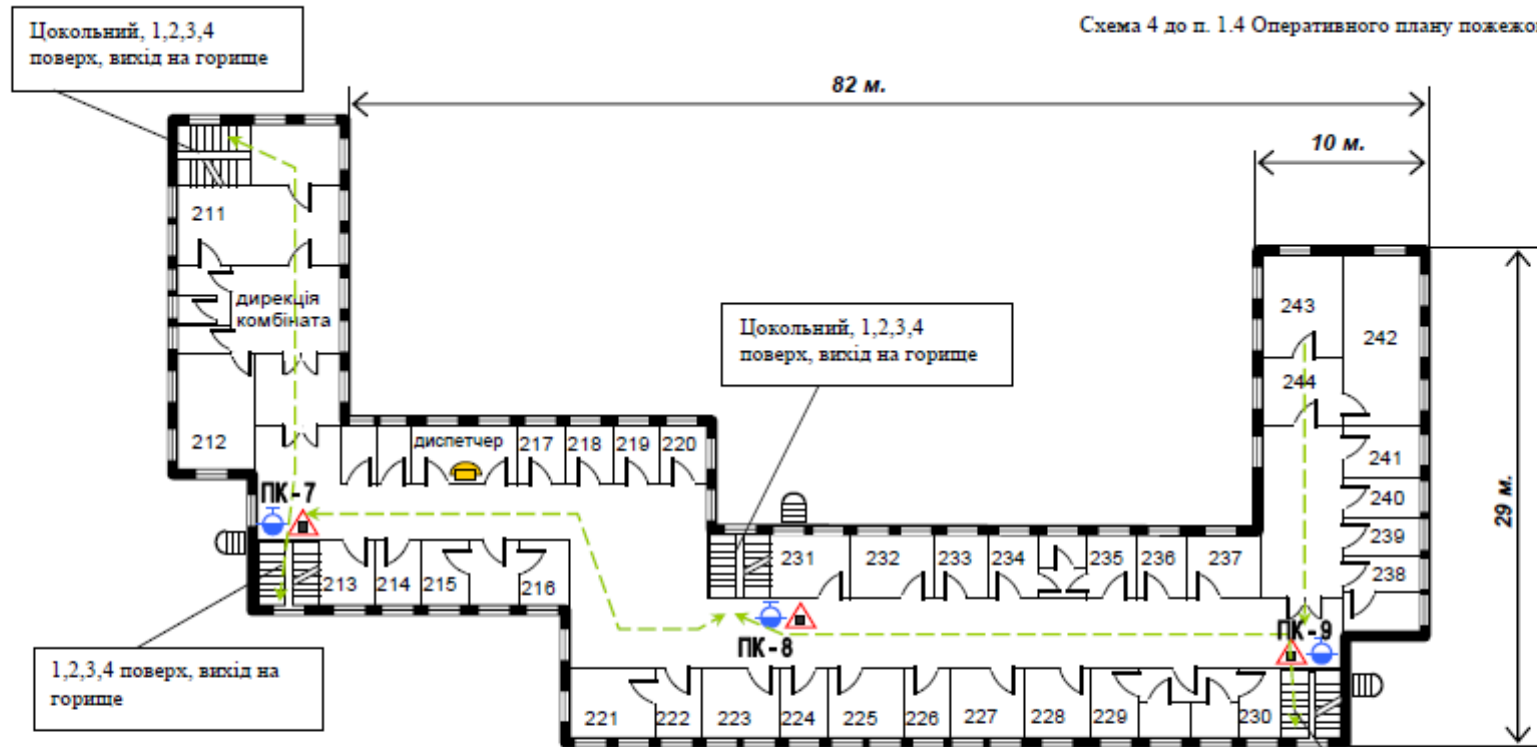 Схема 4 до п. 1.4 Оперативного плану
Цокольний, 1,2,3,4
поверх, вихід на горище
82 м.
10 м.
211
дирекція
комбіната
212
Цокольний, 1,2,3,4
поверх, вихід на горище
243
242
244
диспетчер
217
218
219
220
241
240
239
238
29 м.
ПК-7
213
214
215
216
231
232
233
234
235
236
237
ПК-8
ПК-9
1,2,3,4 поверх, вихід на
горище
221
222
223
224
225
226
227
228
229
230